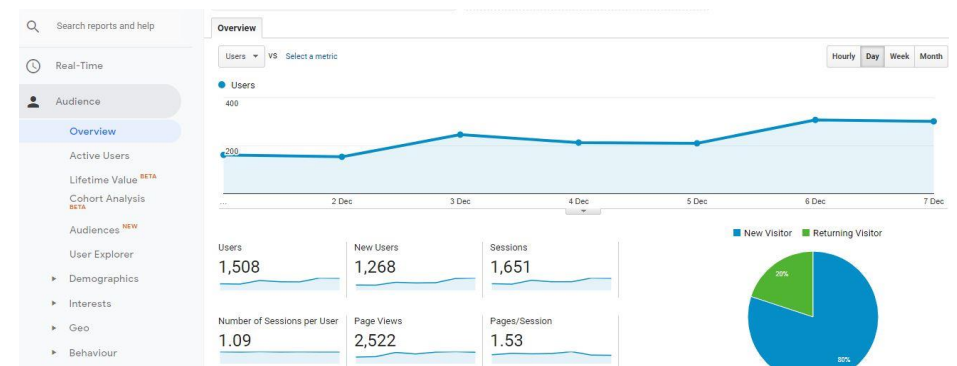 Search reports and help
Real-Time
Audience
Overview
Active Users
Lifetime Value BETA
Cohort Analysis
BETA
Audiences NEW
User Explorer
Demographics
Interests
Geo
Behaviour
Overview
Users VS Select a metric
Hourly Day Week Month
Users
400
200
... 2 Dec 3 Dec 4 Dec 5 Dec 6 Dec 7 Dec
New Visitor Returning Visitor
Users New Users Sessions
1,508 1,268 1,651
Number of Sessions per User Page Views Pages/Session
1.09 2,522 1.53
20%
80%